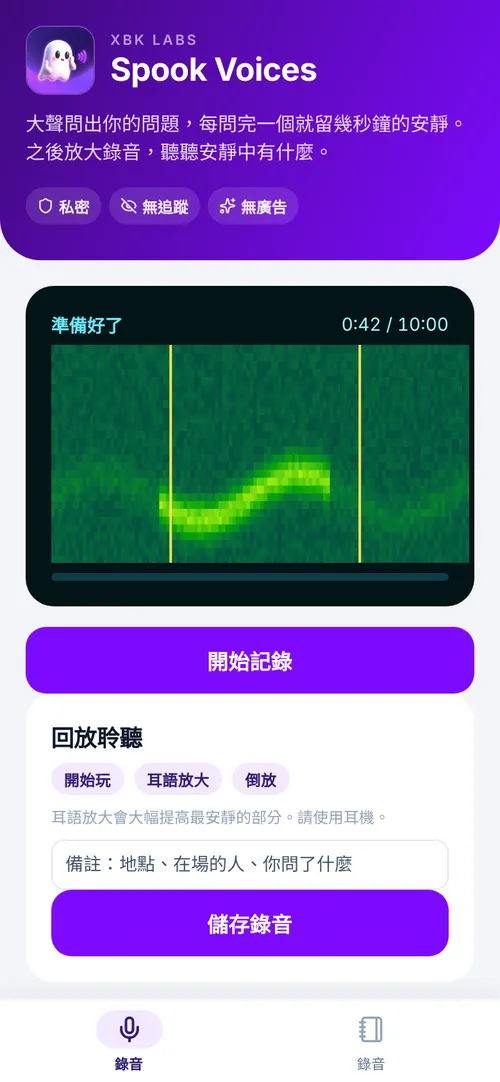 XBK LABS
Spook Voices
大聲問出你的問題，每問完一個就留幾秒鐘的安靜。
之後放大錄音，聽聽安靜中有什麼。
私密
無追蹤
無廣告
準備好了
0:42 / 10:00
開始記錄
回放聆聽
開始玩
耳語放大
倒放
耳語放大會大幅提高最安靜的部分。請使用耳機。
備註：地點、在場的人、你問了什麼
儲存錄音
錄音
錄音